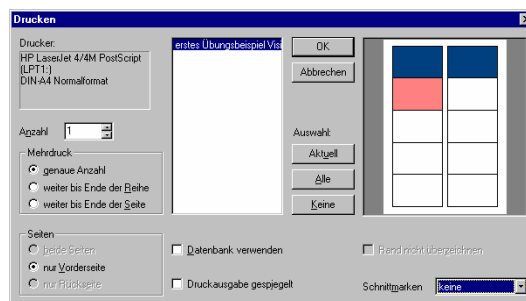 Drucken
Drucker:
HP LaserJet 4/4M PostScript
(LPT1:)
DIN-A4 Normalformat
erstes Übungsbeispiel Visi
OK
Abbrechen
Anzahl 1
Auswahl:
Mehrdruck
genaue Anzahl
weiter bis Ende der Reihe
weiter bis Ende der Seite
Aktuell
Alle
Keine
Seiten
beide Seiten
nur Vorderseite
nur Rückseite
Datenbank verwenden
Druckausgabe gespiegelt
Rand nicht überzeichnen
Schnittmarken keine